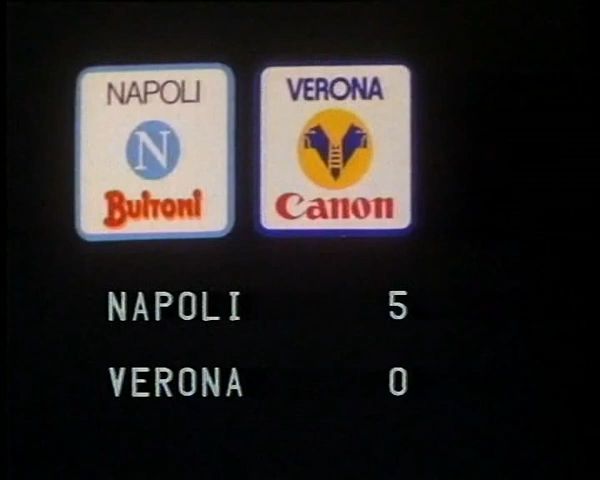 NAPOLI
N
Buitoni
VERONA
Canon
NAPOLI 5
VERONA 0